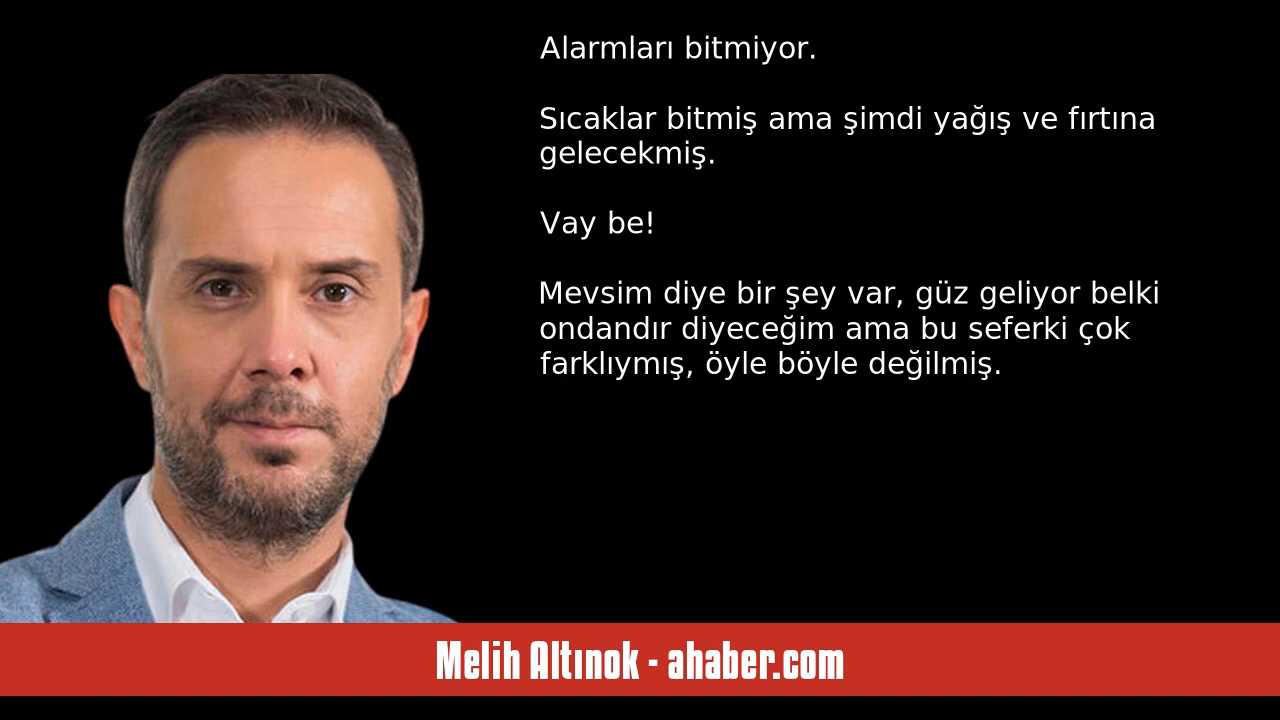 Alarmları bitmiyor.
Sıcaklar bitmiş ama şimdi yağış ve fırtına
gelecekmiş.
Vay be!
Mevsim diye bir şey var, güz geliyor belki
ondandır diyeceğim ama bu seferki çok
farklıymış, öyle böyle değilmiş.
Melih Altınok - ahaber.com